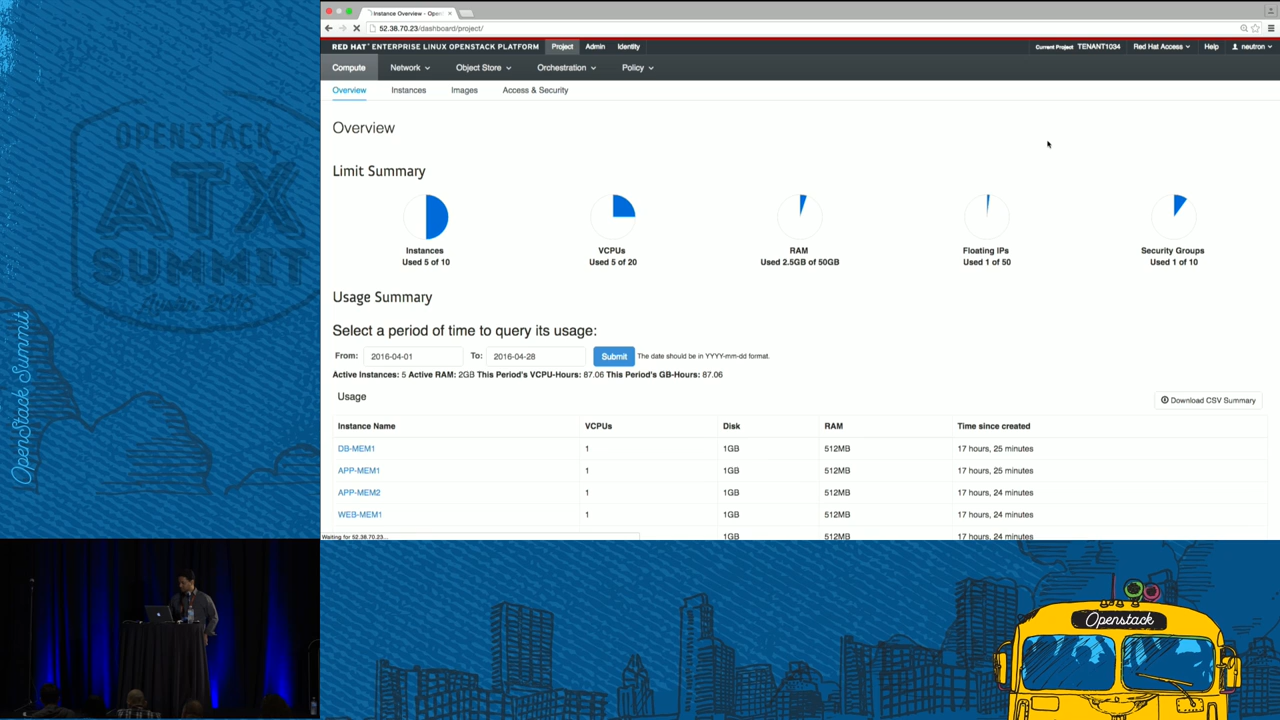 Instance Overview - Open
52.38.70.23/dashboard/project/
RED HAT ENTERPRISE LINUX OPENSTACK PLATFORM Project Admin Identity Current Project TENANT1034 Red Hat Access Help neutron
Compute Network Object Store Orchestration Policy
Overview Instances Images Access & Security
Overview
Limit Summary
Instances
Used 5 of 10
VCPUs
Used 5 of 20
RAM
Used 2.5GB of 50GB
Floating IPs
Used 1 of 50
Security Groups
Used 1 of 10
Usage Summary
Select a period of time to query its usage:
From: 2016-04-01 To: 2016-04-28 Submit The date should be in YYYY-mm-dd format.
Active Instances: 5 Active RAM: 2GB This Period's VCPU-Hours: 87.06 This Period's GB-Hours: 87.06
Usage
Download CSV Summary
Instance Name VCPUs Disk RAM Time since created
DB-MEM1 1 1GB 512MB 17 hours, 25 minutes
APP-MEM1 1 1GB 512MB 17 hours, 25 minutes
APP-MEM2 1 1GB 512MB 17 hours, 24 minutes
WEB-MEM1 1 1GB 512MB 17 hours, 24 minutes
1GB 512MB 17 hours, 24 minutes
Waiting for 52.38.70.23...
OPENSTACK
ATX
SUMMIT
Austin 2016
OpenStack Summit
Openstack